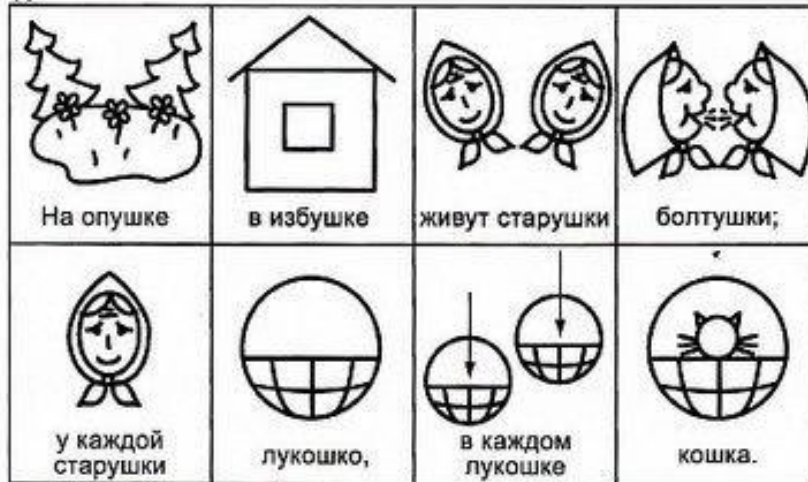 На опушке
в избушке
живут старушки
болтушки;
у каждой
старушки
лукошко,
в каждом
лукошке
кошка.